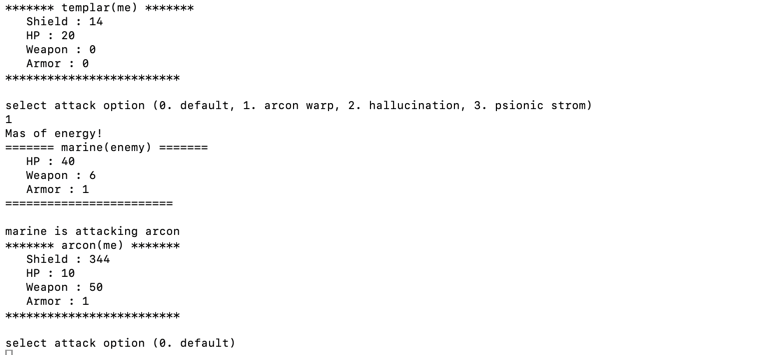 ******* templar(me) *******
Shield : 14
HP : 20
Weapon : 0
Armor : 0
*************************
select attack option (0. default, 1. arcon warp, 2. hallucination, 3. psionic strom)
1
Mas of energy!
======= marine(enemy) =======
HP : 40
Weapon : 6
Armor : 1
========================
marine is attacking arcon
******* arcon(me) *******
Shield : 344
HP : 10
Weapon : 50
Armor : 1
*************************
select attack option (0. default)